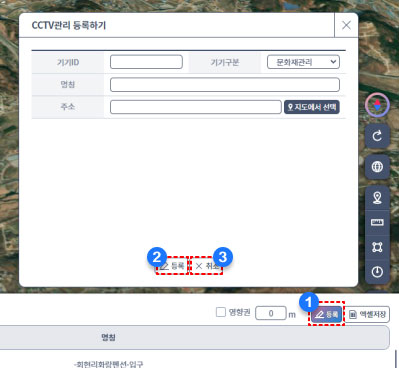 CCTV관리 등록하기
기기ID 기기구분 문화재관리
명칭
주소 지도에서 선택
2 등록 3 취소
1
영향권 0 m 등록 엑셀저장
명칭
-회현리화랑펜션-입구